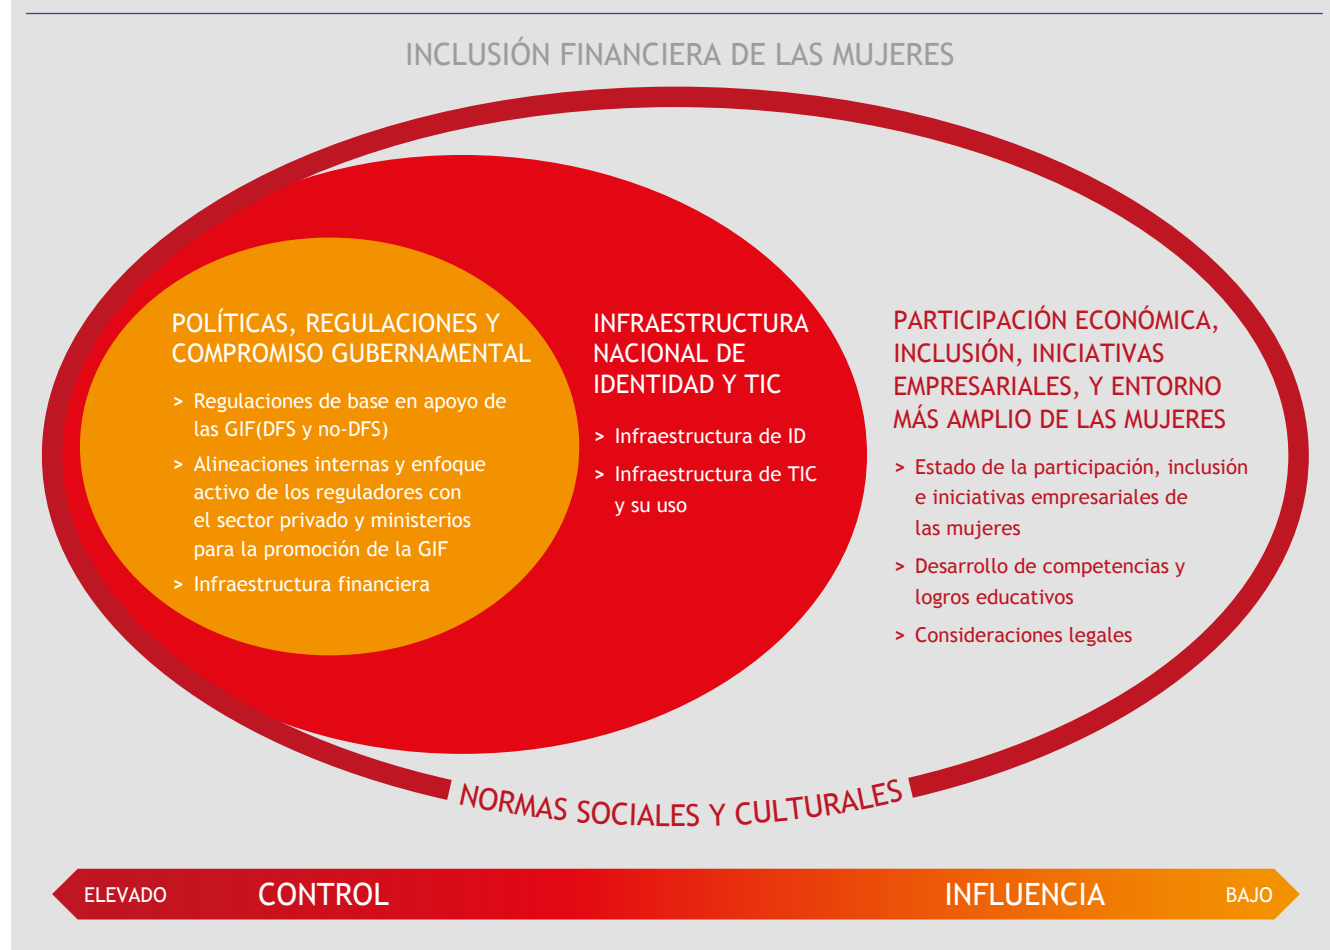 INCLUSIÓN FINANCIERA DE LAS MUJERES
POLÍTICAS, REGULACIONES Y
COMPROMISO GUBERNAMENTAL
> Regulaciones de base en apoyo de
las GIF(DFS y no-DFS)
> Alineaciones internas y enfoque
activo de los reguladores con
el sector privado y ministerios
para la promoción de la GIF
> Infraestructura financiera
INFRAESTRUCTURA
NACIONAL DE
IDENTIDAD Y TIC
> Infraestructura de ID
> Infraestructura de TIC
y su uso
PARTICIPACIÓN ECONÓMICA,
INCLUSIÓN, INICIATIVAS
EMPRESARIALES, Y ENTORNO
MÁS AMPLIO DE LAS MUJERES
> Estado de la participación, inclusión
e iniciativas empresariales de
las mujeres
> Desarrollo de competencias y
logros educativos
> Consideraciones legales
NORMAS SOCIALES Y CULTURALES
ELEVADO CONTROL INFLUENCIA BAJO